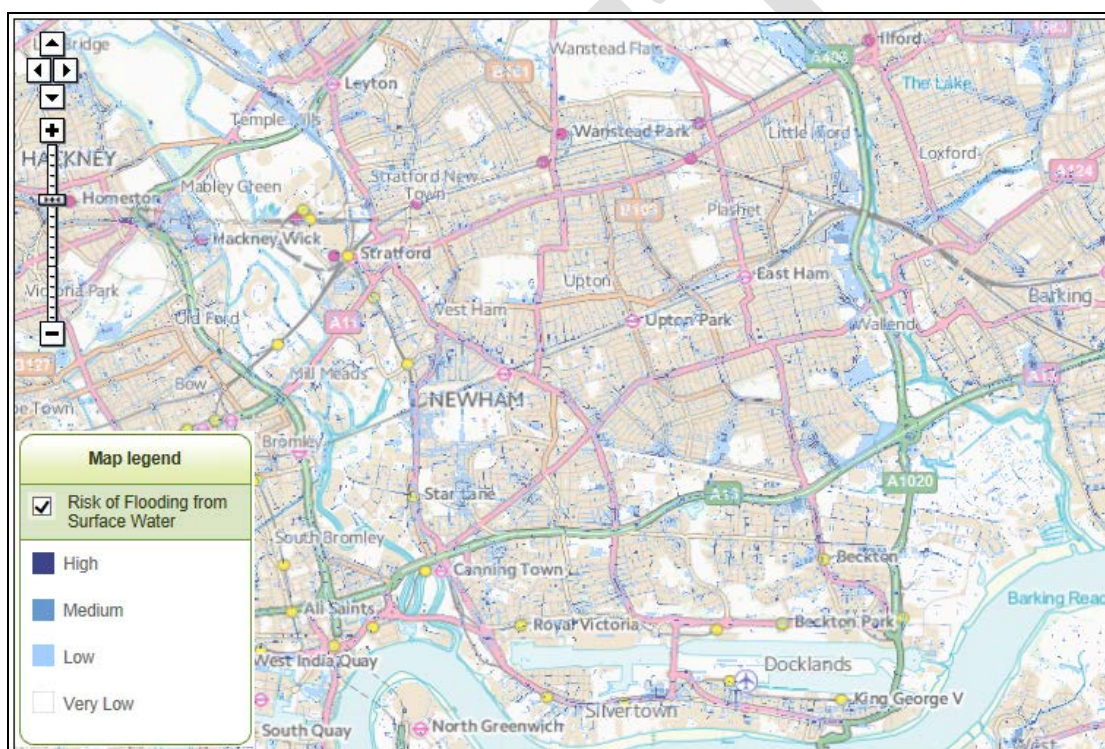 Wanstead Flats
Ilford
A406
Leyton
The Lake
Temple Mills
Wanstead Park
Little Ilford
HACKNEY
Loxford
Mabley Green
Stratford New
Town
A124
Homerton
Plashet
Hackney Wick
Stratford
East Ham
Upton
Victoria Park
West Ham
Barking
Old Ford
A11
Upton Park
Wallend
Mill Meads
Bow
NEWHAM
Bromley
A13
A1020
Star Lane
South Bromley
Canning Town
Beckton
All Saints
Royal Victoria
Beckton Park
West India Quay
Docklands
King George V
Silvertown
North Greenwich
South Quay
Map legend
Risk of Flooding from
Surface Water
High
Medium
Low
Very Low